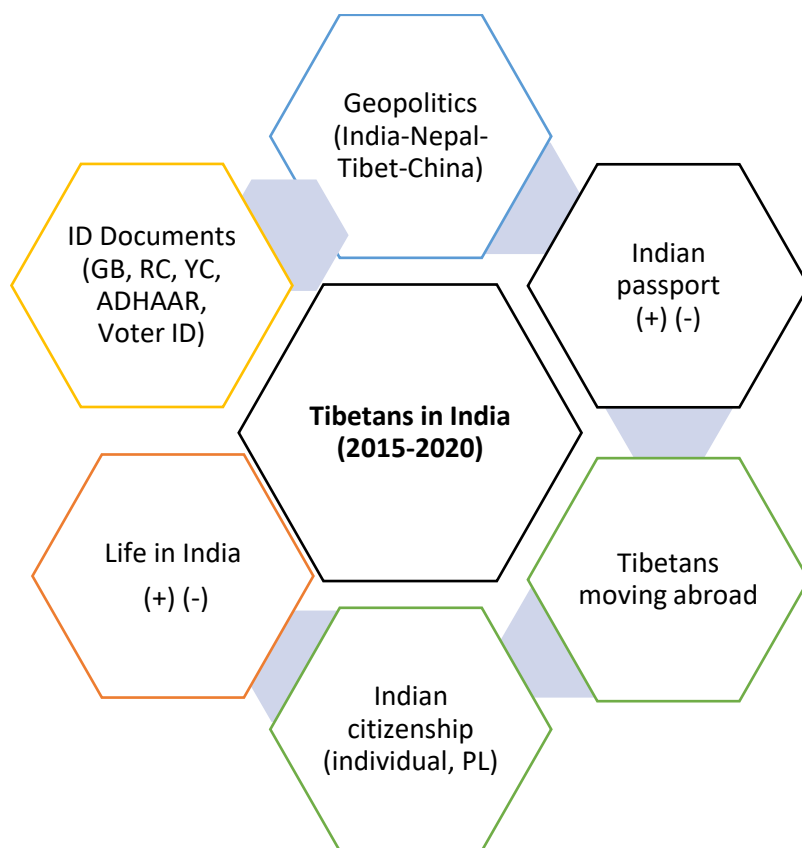 Geopolitics
(India-Nepal-
Tibet-China)
ID Documents
(GB, RC, YC,
ADHAAR,
Voter ID)
Indian
passport
(+) (-)
Tibetans in India
(2015-2020)
Life in India
(+) (-)
Tibetans
moving abroad
Indian
citizenship
(individual, PL)